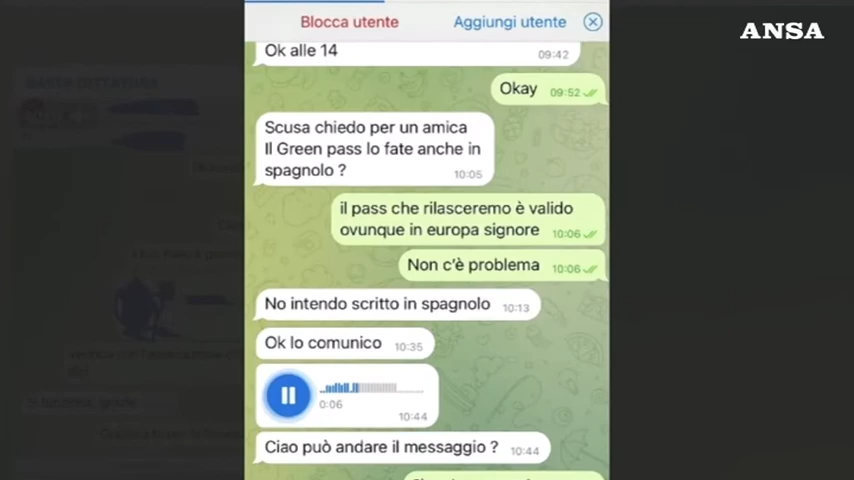 Blocca utente
Aggiungi utente
ANSA
Ok alle 14
09:42
Okay
09:52
Scusa chiedo per un amica
Il Green pass lo fate anche in
spagnolo ?
10:05
il pass che rilasceremo è valido
ovunque in europa signore
10:06
Non c'è problema
10:06
No intendo scritto in spagnolo
10:13
Ok lo comunico
10:35
0:06
10:44
Ciao può andare il messaggio ?
10:44